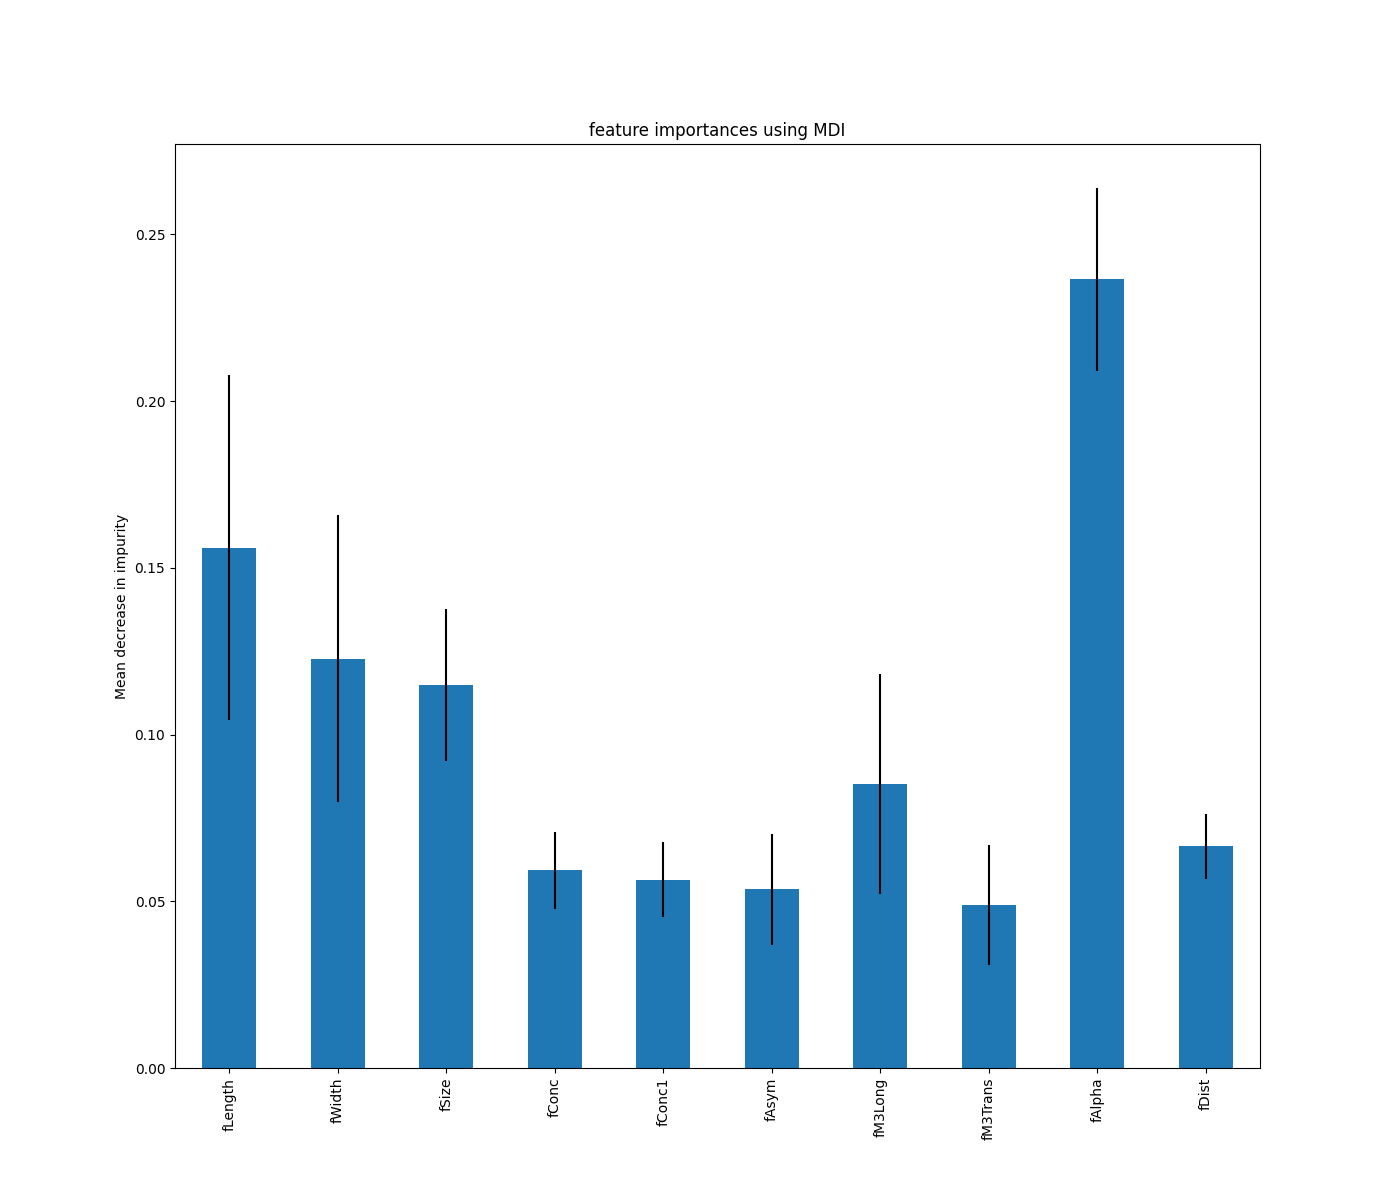 feature importances using MDI
Mean decrease in impurity
0.25
0.20
0.15
0.10
0.05
0.00
fLength
fWidth
fSize
fConc
fConc1
fAsym
fM3Long
fM3Trans
fAlpha
fDist